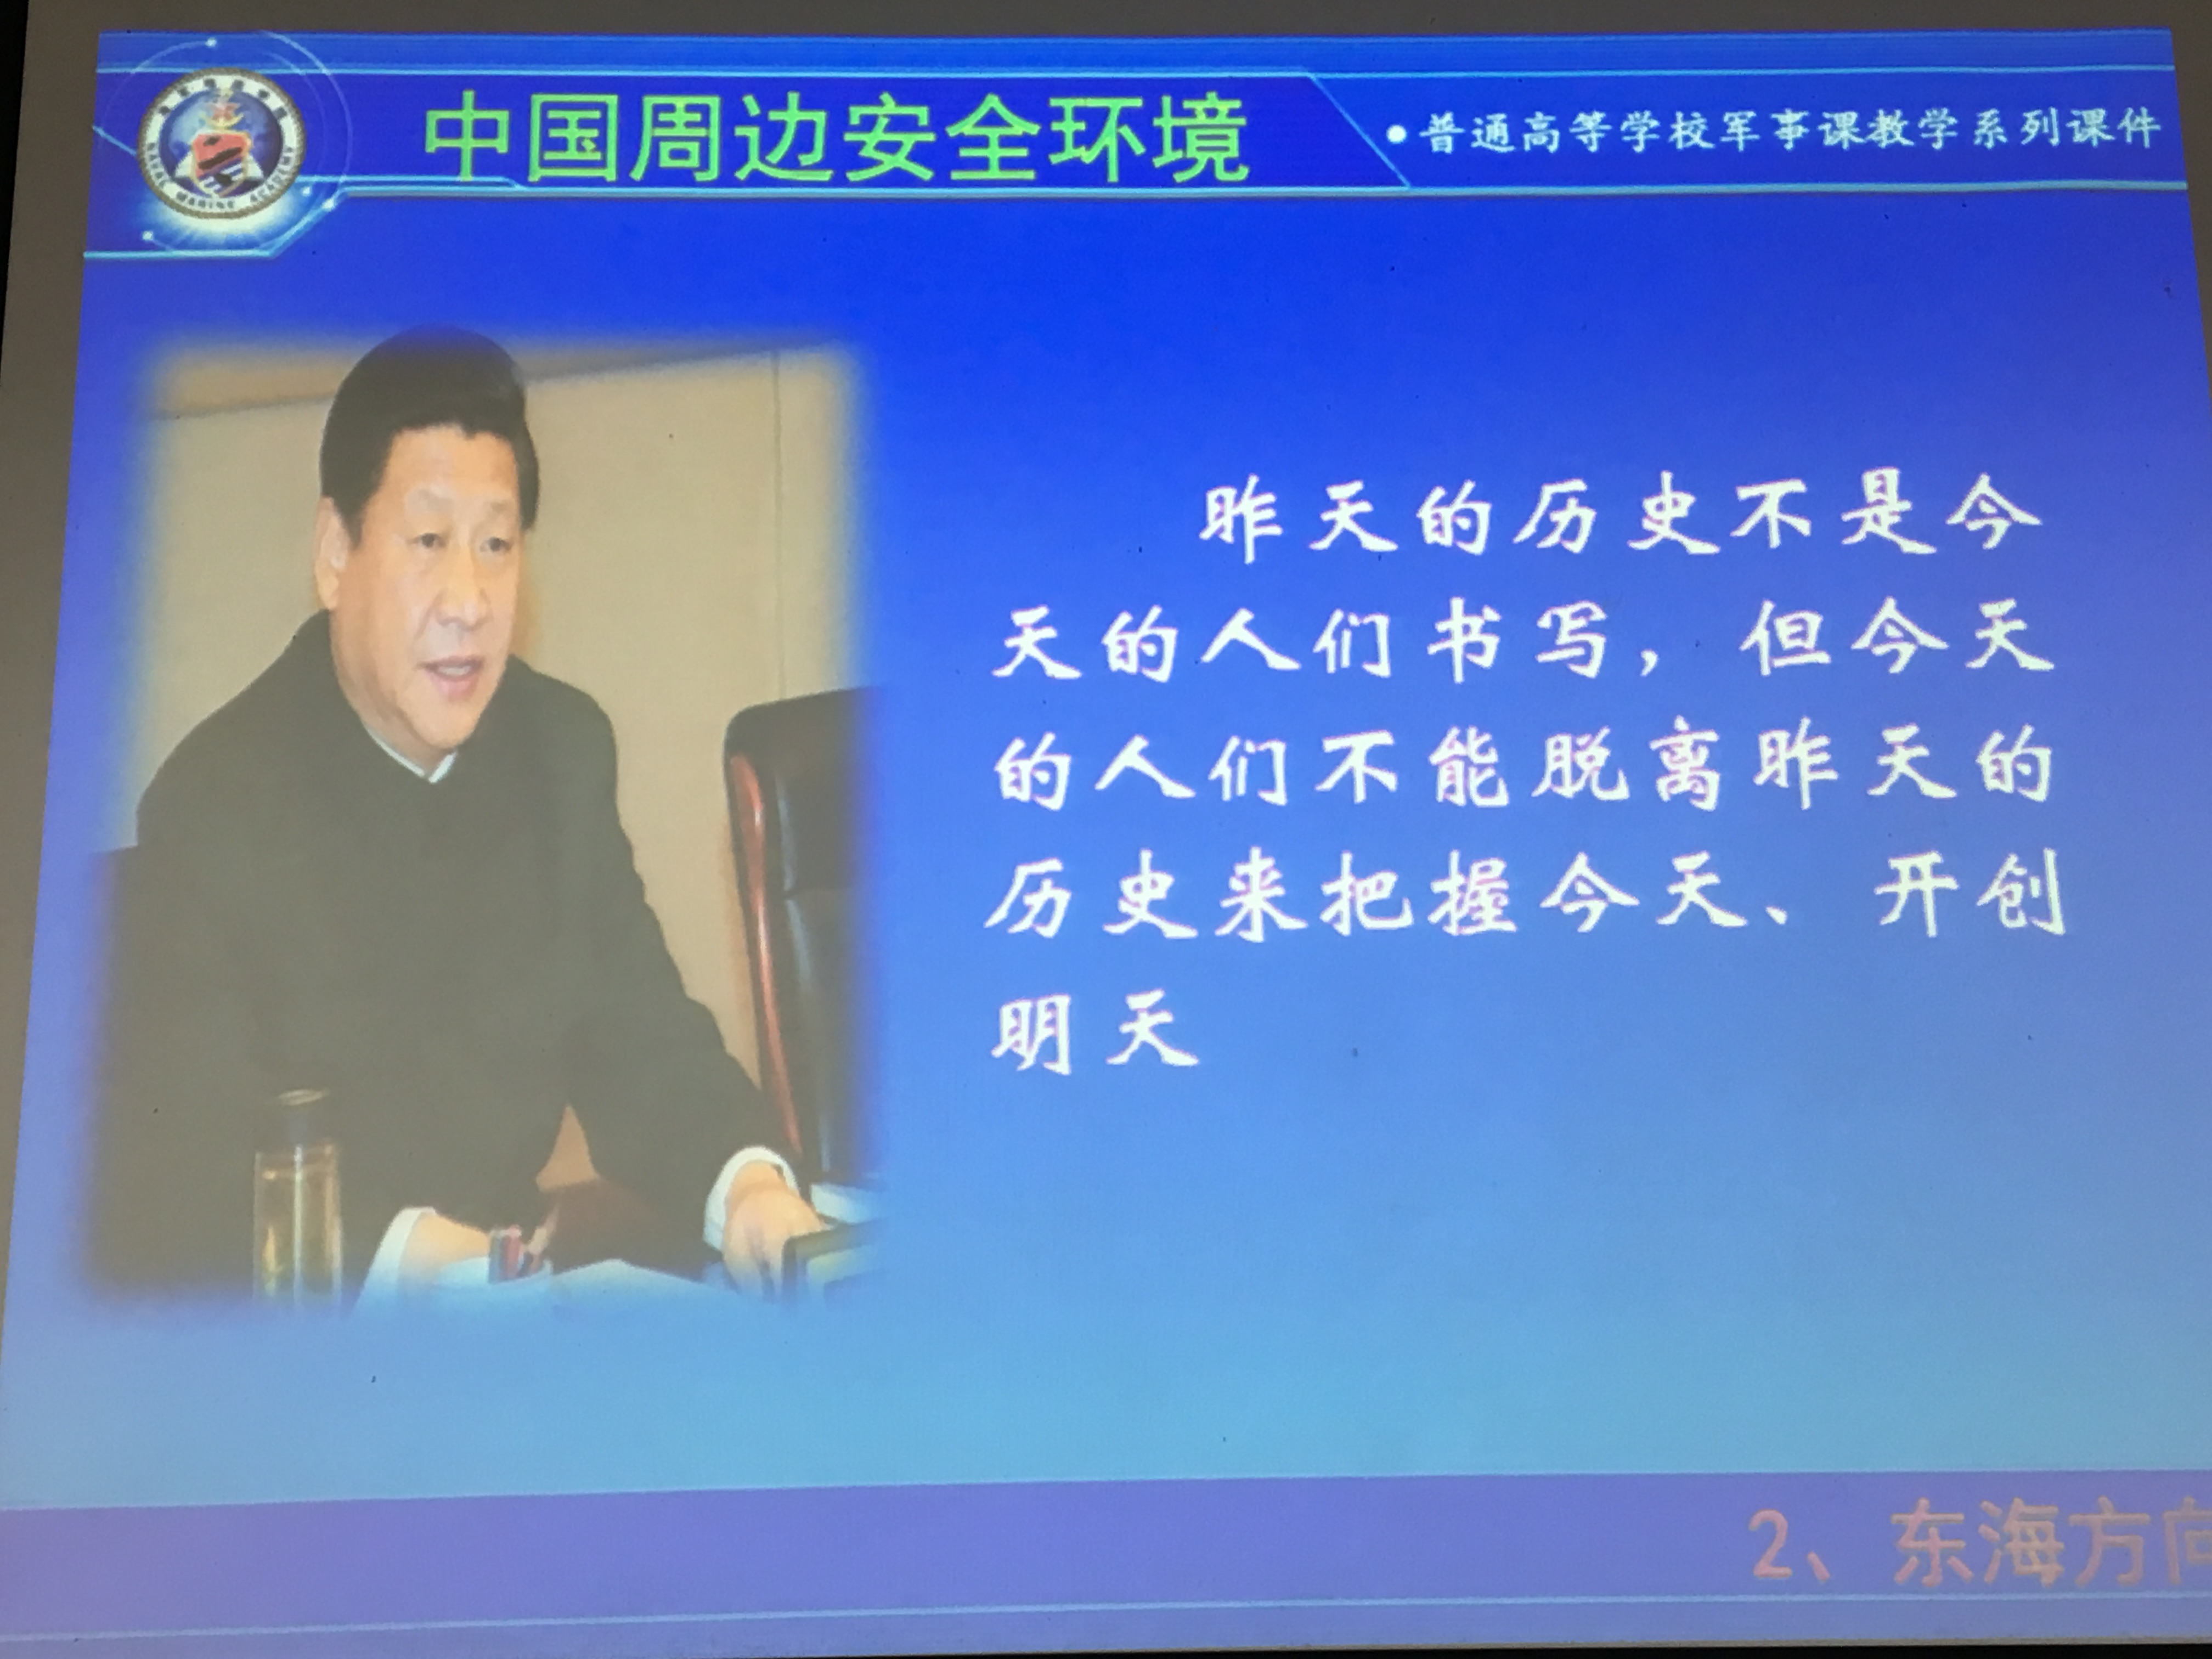 中国周边安全环境
•普通高等学校军事课教学系列课件
昨天的历史不是今
天的人们书写，但今天
的人们不能脱离昨天的
历史来把握今天、开创
明天
2、东海方向